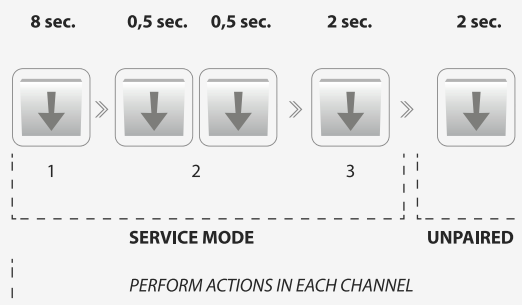 8 sec. 0,5 sec. 0,5 sec. 2 sec. 2 sec.
1 2 3
SERVICE MODE UNPAIRED
PERFORM ACTIONS IN EACH CHANNEL